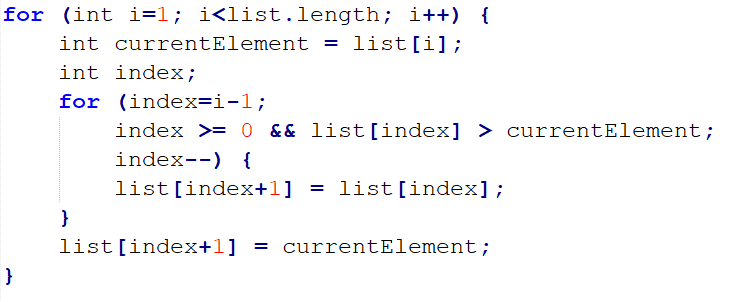 for (int i=1; i<list.length; i++) {
    int currentElement = list[i];
    int index;
    for (index=i-1;
        index >= 0 && list[index] > currentElement;
        index--) {
        list[index+1] = list[index];
    }
    list[index+1] = currentElement;
}